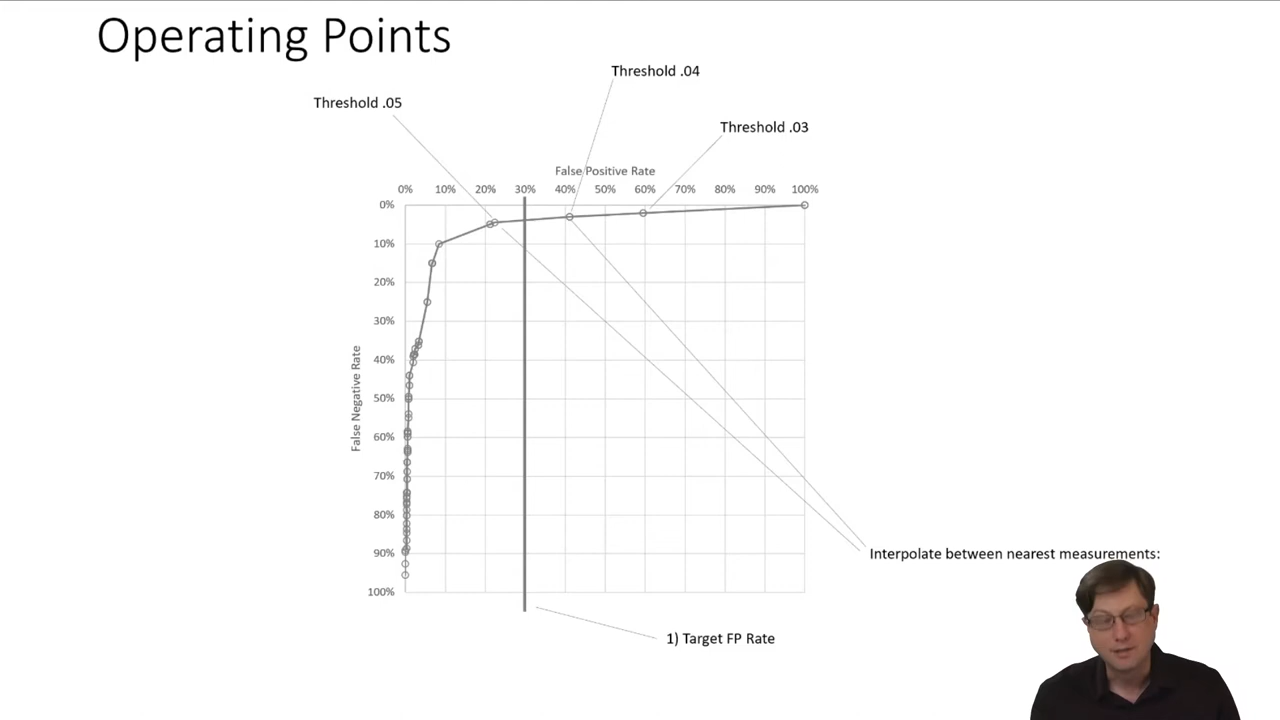 Operating Points
Threshold .04
Threshold .05
Threshold .03
False Positive Rate
0% 10% 20% 30% 40% 50% 60% 70% 80% 90% 100%
0%
10%
20%
30%
40%
50%
60%
70%
80%
90%
100%
False Negative Rate
Interpolate between nearest measurements:
1) Target FP Rate